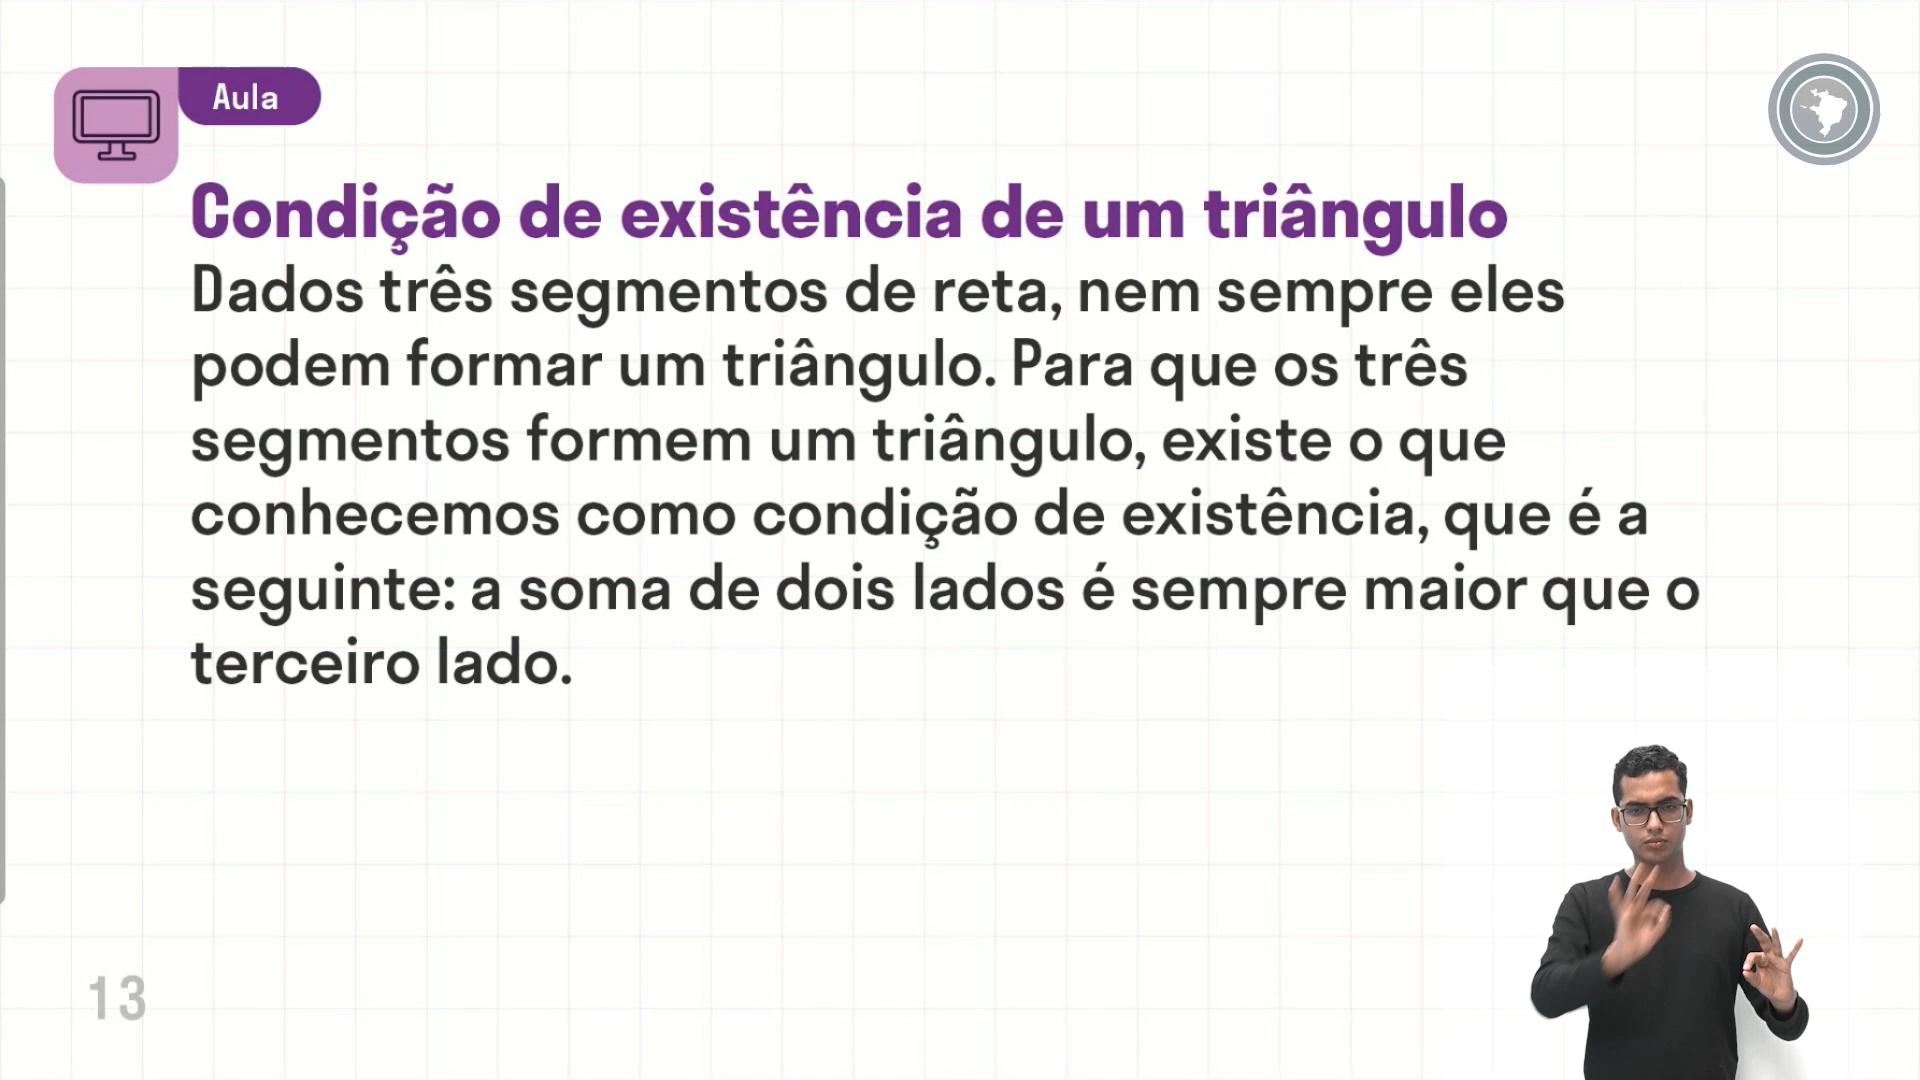 Aula
Condição de existência de um triângulo
Dados três segmentos de reta, nem sempre eles
podem formar um triângulo. Para que os três
segmentos formem um triângulo, existe o que
conhecemos como condição de existência, que é a
seguinte: a soma de dois lados é sempre maior que o
terceiro lado.
13